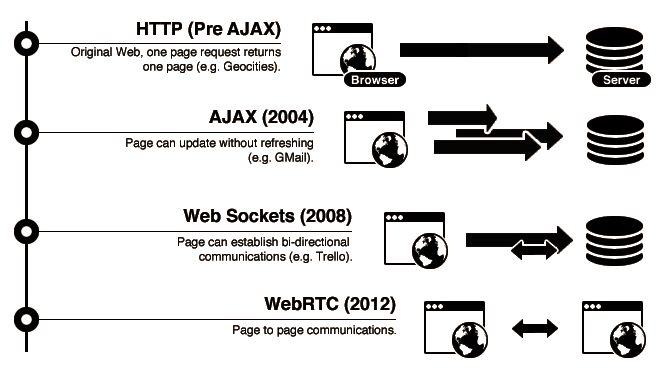 HTTP (Pre AJAX)
Original Web, one page request returns
one page (e.g. Geocities).
Browser
Server
AJAX (2004)
Page can update without refreshing
(e.g. GMail).
Web Sockets (2008)
Page can establish bi-directional
communications (e.g. Trello).
WebRTC (2012)
Page to page communications.